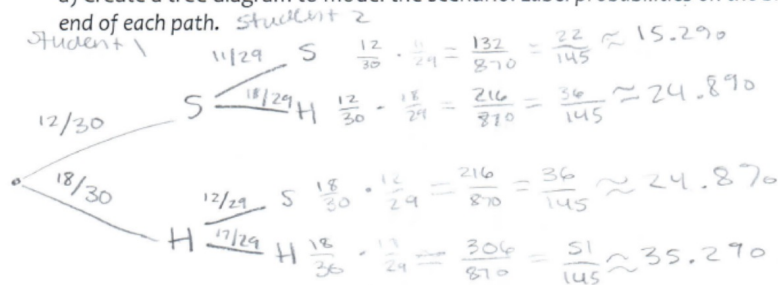 end of each path. Student 2
Student 1
11/29 S 12/30 · 11/29 = 132/870 = 22/145 ≈ 15.2%
12/30 S 18/29 H 12/30 · 18/29 = 216/870 = 36/145 ≈ 24.8%
18/30 12/29 S 18/30 · 12/29 = 216/870 = 36/145 ≈ 24.8%
H 17/29 H 18/30 · 17/29 = 306/870 = 51/145 ≈ 35.2%